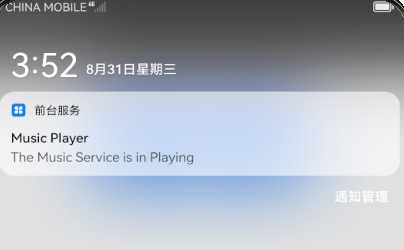 CHINA MOBILE 4G
3:52 8月31日星期三
前台服务
Music Player
The Music Service is in Playing
通知管理